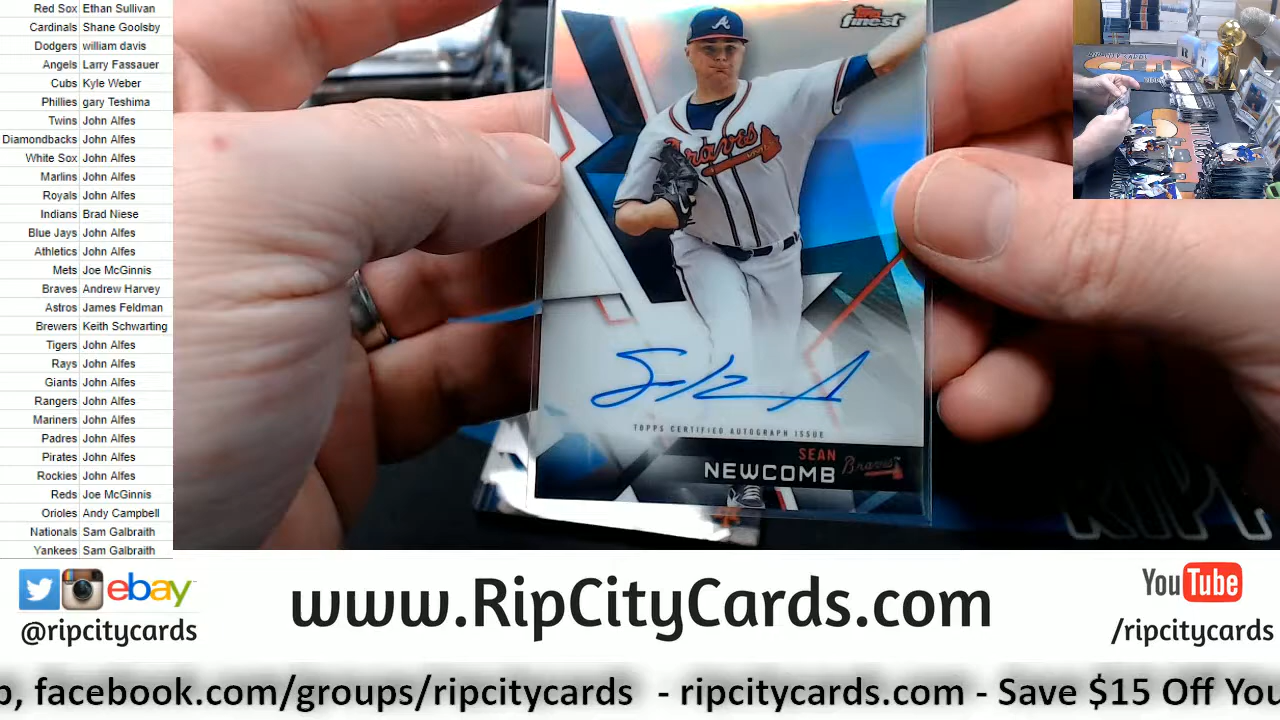 Red Sox Ethan Sullivan
Cardinals Shane Goolsby
Dodgers william davis
Angels Larry Fassauer
Cubs Kyle Weber
Phillies gary Teshima
Twins John Alfes
Diamondbacks John Alfes
White Sox John Alfes
Marlins John Alfes
Royals John Alfes
Indians Brad Niese
Blue Jays John Alfes
Athletics John Alfes
Mets Joe McGinnis
Braves Andrew Harvey
Astros James Feldman
Brewers Keith Schwarting
Tigers John Alfes
Rays John Alfes
Giants John Alfes
Rangers John Alfes
Mariners John Alfes
Padres John Alfes
Pirates John Alfes
Rockies John Alfes
Reds Joe McGinnis
Orioles Andy Campbell
Nationals Sam Galbraith
Yankees Sam Galbraith
Topps
finest
A
Braves
TOPPS CERTIFIED AUTOGRAPH ISSUE
SEAN
NEWCOMB
Braves
ebay
@ripcitycards
www.RipCityCards.com
YouTube
/ripcitycards
p, facebook.com/groups/ripcitycards - ripcitycards.com - Save $15 Off You